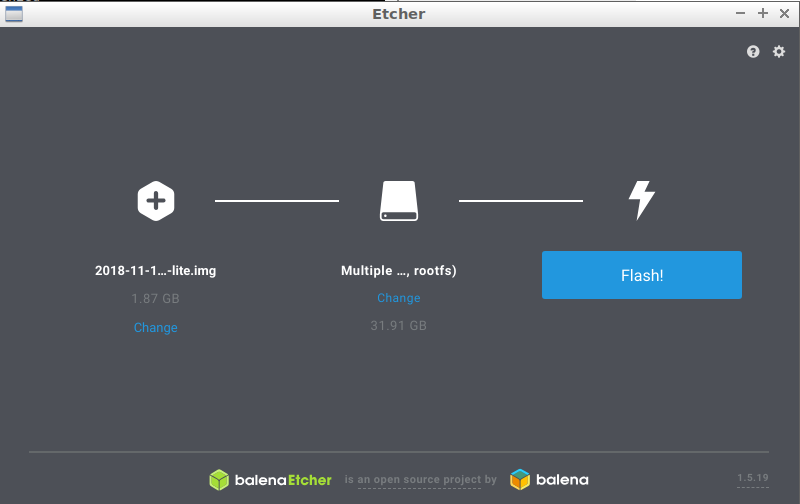 Etcher
2018-11-1...-lite.img
1.87 GB
Change
Multiple ..., rootfs)
Change
31.91 GB
Flash!
balenaEtcher is an open source project by balena
1.5.19